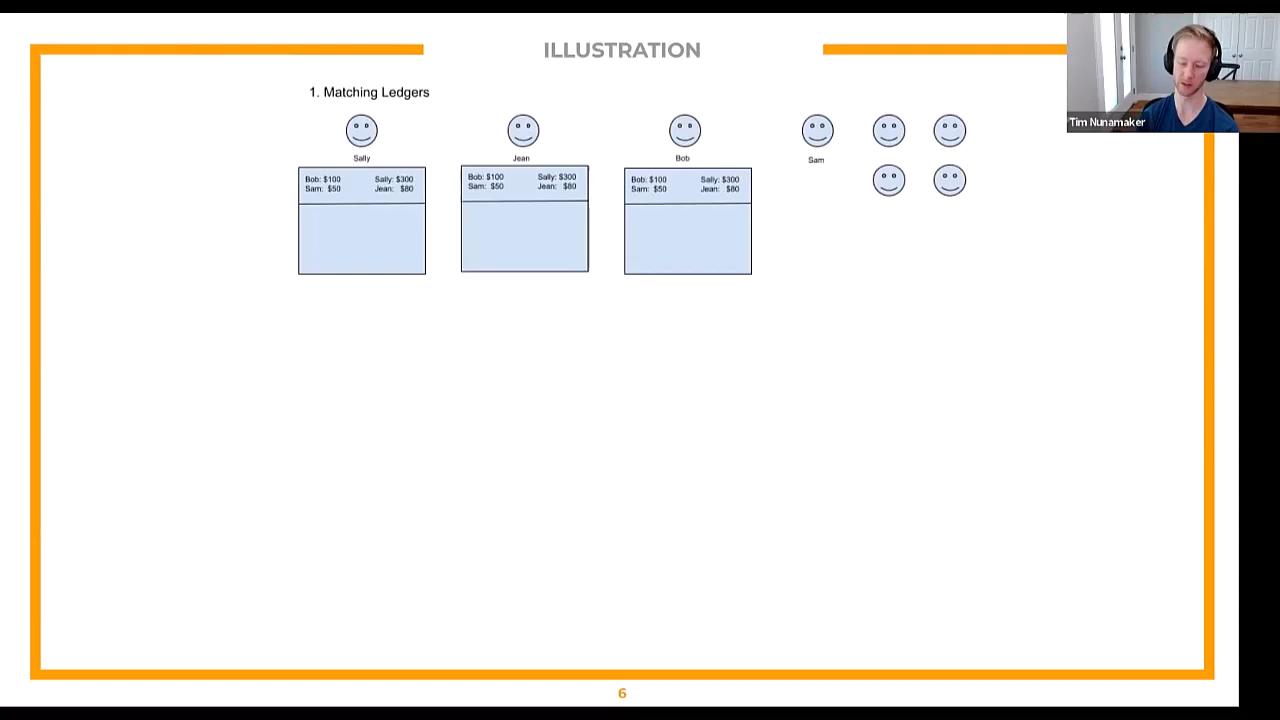 ILLUSTRATION
Tim Nunamaker
1. Matching Ledgers
Sally
Jean
Bob
Sam
Bob: $100 Sally: $300
Sam: $50 Jean: $80
Bob: $100 Sally: $300
Sam: $50 Jean: $80
Bob: $100 Sally: $300
Sam: $50 Jean: $80
6